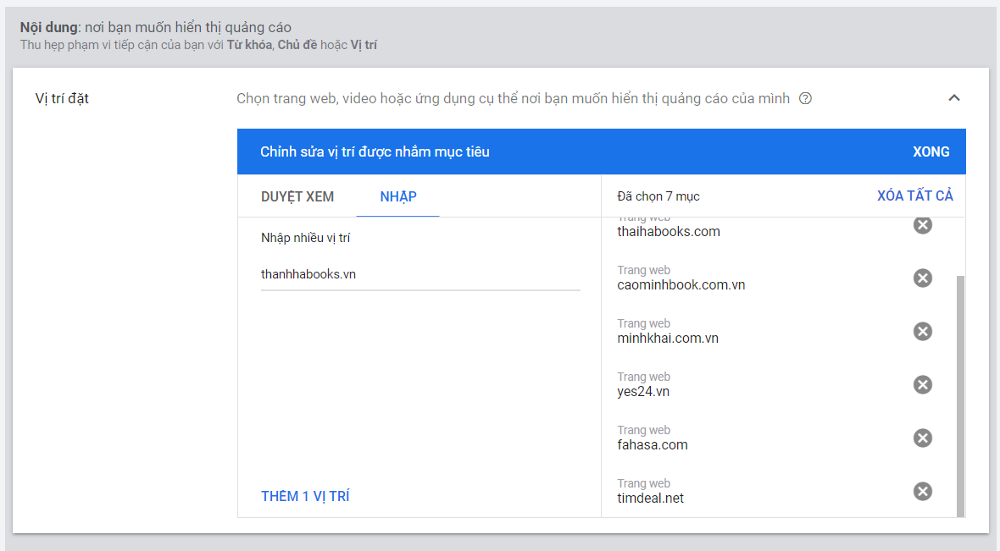 Nội dung: nơi bạn muốn hiển thị quảng cáo
Thu hẹp phạm vi tiếp cận của bạn với Từ khóa, Chủ đề hoặc Vị trí
Vị trí đặt
Chọn trang web, video hoặc ứng dụng cụ thể nơi bạn muốn hiển thị quảng cáo của mình
Chỉnh sửa vị trí được nhắm mục tiêu
XONG
DUYỆT XEM
NHẬP
Nhập nhiều vị trí
thanhhabooks.vn
THÊM 1 VỊ TRÍ
Đã chọn 7 mục
XÓA TẤT CẢ
Trang web
thaihabooks.com
Trang web
caominhbook.com.vn
Trang web
minhkhai.com.vn
Trang web
yes24.vn
Trang web
fahasa.com
Trang web
timdeal.net